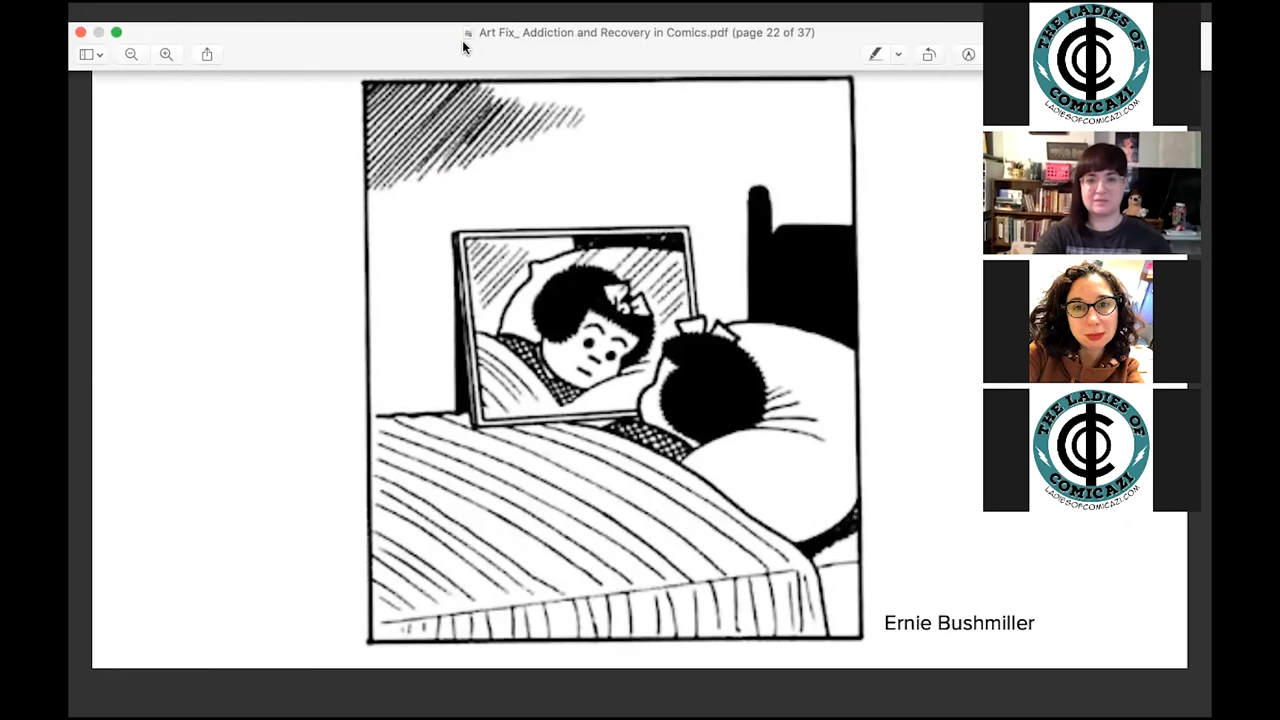 Art Fix_ Addiction and Recovery in Comics.pdf (page 22 of 37)
THE LADIES OF
COMICAZI
LADIESOFCOMICAZI.COM
THE LADIES OF
COMICAZI
LADIESOFCOMICAZI.COM
Ernie Bushmiller